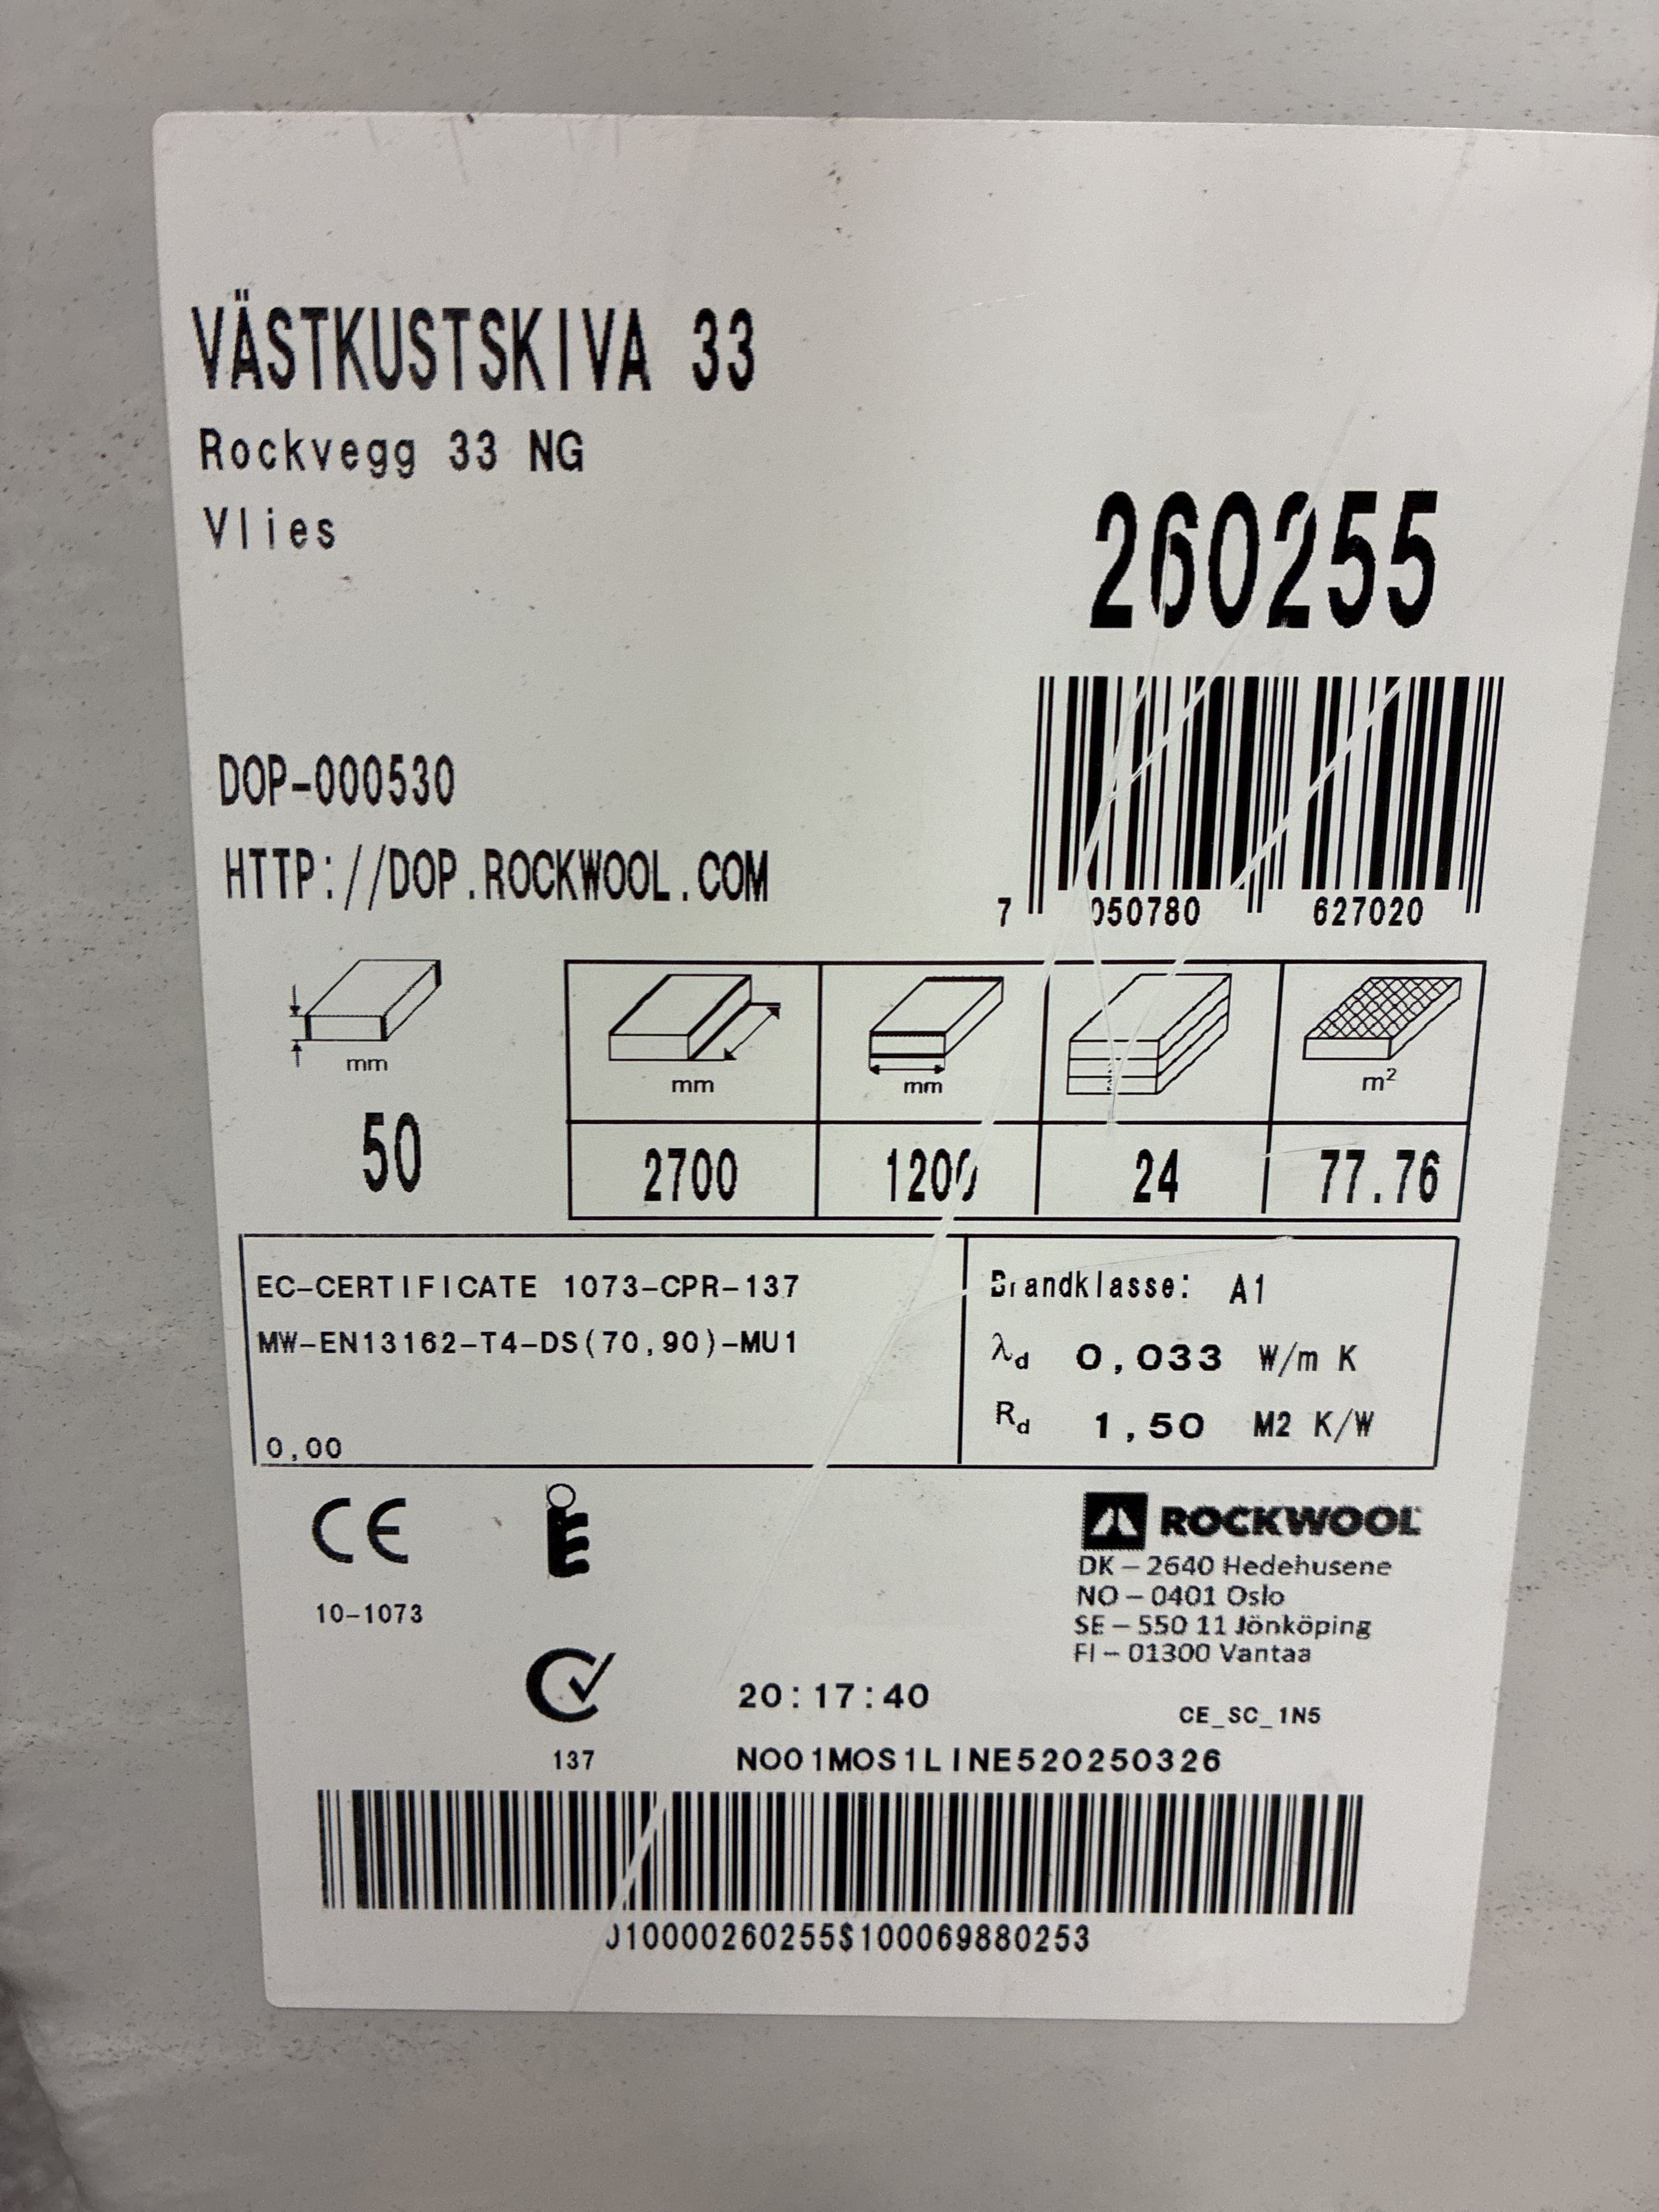 VÄSTKUSTSKIVA 33
Rockvegg 33 NG
Vlies
260255
DOP-000530
HTTP://DOP.ROCKWOOL.COM
7 050780 627020
mm mm mm m²
50 2700 1200 24 77.76
EC-CERTIFICATE 1073-CPR-137
MW-EN13162-T4-DS(70,90)-MU1
0,00
Brandklasse: A1
λd 0,033 W/m K
Rd 1,50 M2 K/W
CE
10-1073
ROCKWOOL
DK – 2640 Hedehusene
NO – 0401 Oslo
SE – 550 11 Jönköping
FI – 01300 Vantaa
137
20:17:40
CE_SC_1N5
NO01MOS1LINE520250326
010000260255$100069880253